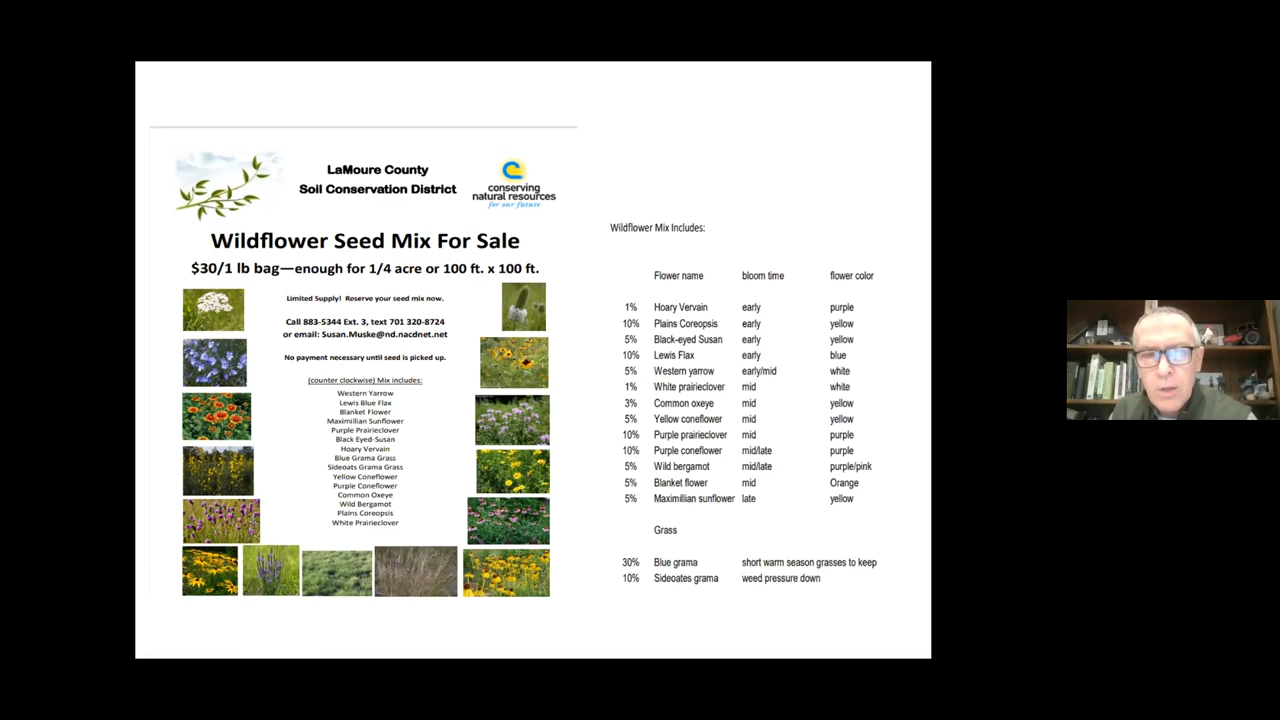 LaMoure County
Soil Conservation District
conserving
natural resources
for our future
Wildflower Seed Mix For Sale
$30/1 lb bag—enough for 1/4 acre or 100 ft. x 100 ft.
Limited Supply! Reserve your seed mix now.
Call 883-5344 Ext. 3, text 701 320-8724
or email: Susan.Muske@nd.nacdnet.net
No payment necessary until seed is picked up.
(counter clockwise) Mix includes:
Western Yarrow
Lewis Blue Flax
Blanket Flower
Maximillian Sunflower
Purple Prairieclover
Black Eyed-Susan
Hoary Vervain
Blue Grama Grass
Sideoats Grama Grass
Yellow Coneflower
Purple Coneflower
Common Oxeye
Wild Bergamot
Plains Coreopsis
White Prairieclover
Wildflower Mix Includes:
Flower name bloom time flower color
1% Hoary Vervain early purple
10% Plains Coreopsis early yellow
5% Black-eyed Susan early yellow
10% Lewis Flax early blue
5% Western yarrow early/mid white
1% White prairieclover mid white
3% Common oxeye mid yellow
5% Yellow coneflower mid yellow
10% Purple prairieclover mid purple
10% Purple coneflower mid/late purple
5% Wild bergamot mid/late purple/pink
5% Blanket flower mid Orange
5% Maximillian sunflower late yellow
Grass
30% Blue grama short warm season grasses to keep
10% Sideoates grama weed pressure down